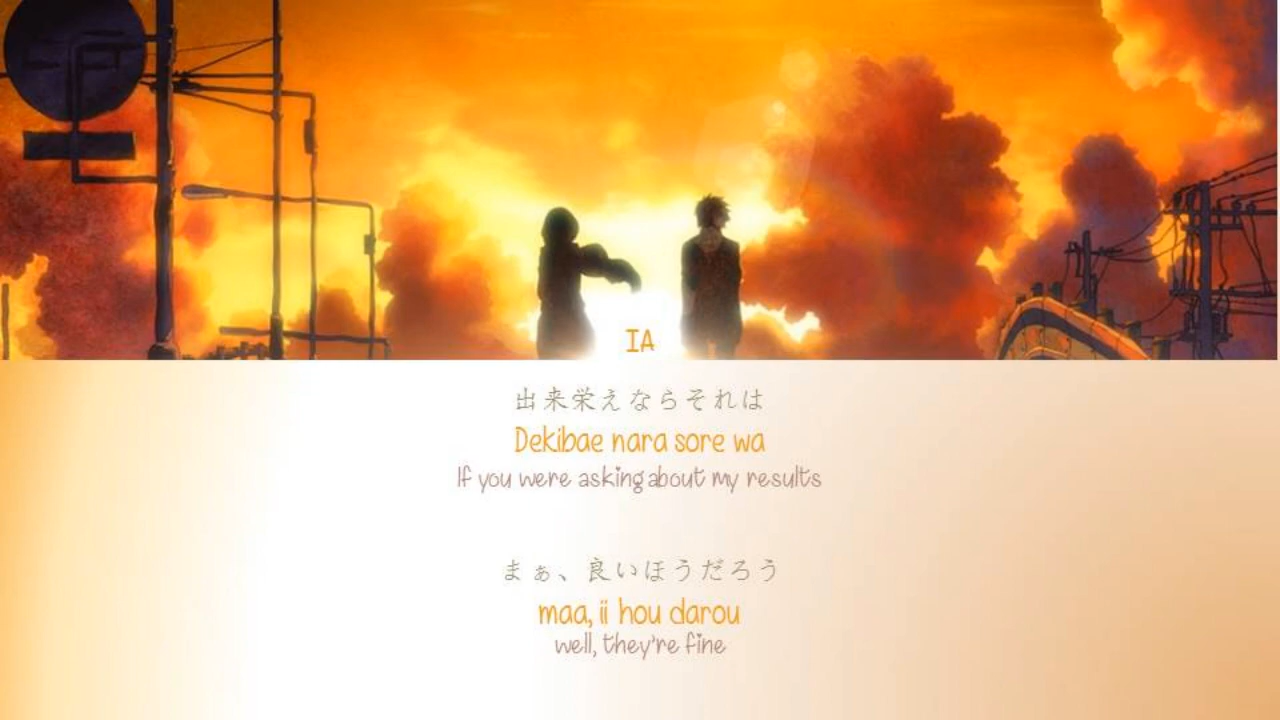 IA
出来栄えならそれは
Dekibae nara sore wa
If you were asking about my results
まぁ、良いほうだろう
maa, ii hou darou
well, they're fine